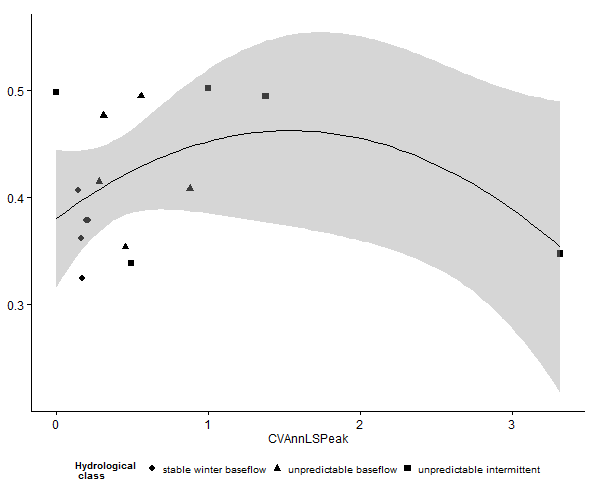 0.5
0.4
0.3
0 1 2 3
CVAnnLSPeak
Hydrological
class
stable winter baseflow unpredictable baseflow unpredictable intermittent